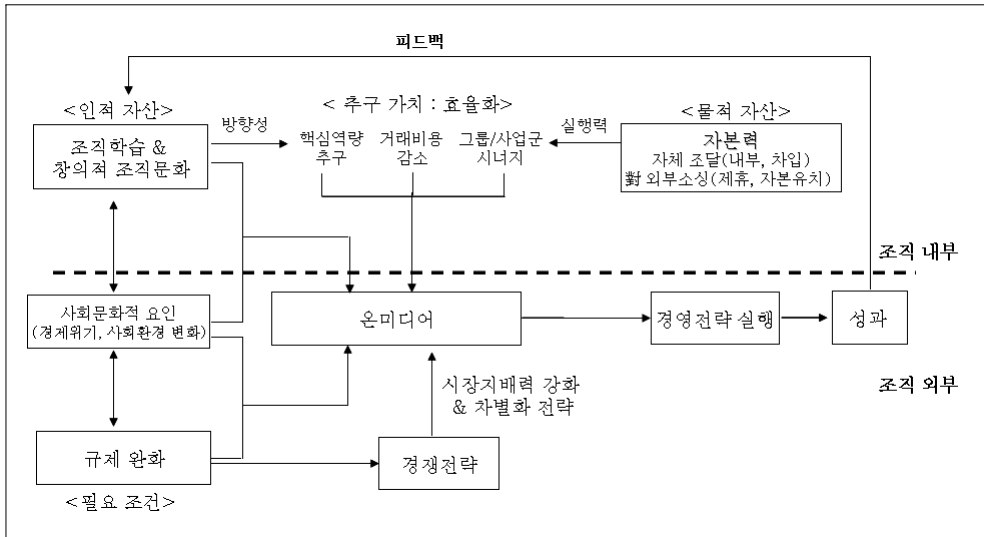 피드백
<인적 자산>
조직학습 &
창의적 조직문화
방향성
< 추구 가치 : 효율화>
핵심역량
추구
거래비용
감소
그룹/사업군
시너지
실행력
<물적 자산>
자본력
자체 조달(내부, 차입)
對 외부소싱(제휴, 자본유치)
조직 내부
사회문화적 요인
(경제위기, 사회환경 변화)
온미디어
경영전략 실행
성과
조직 외부
시장지배력 강화
& 차별화 전략
규제 완화
경쟁전략
<필요 조건>